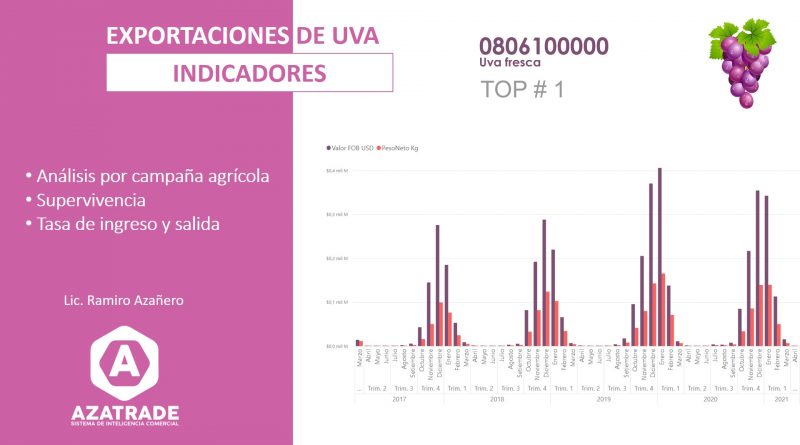 EXPORTACIONES DE UVA
INDICADORES
• Análisis por campaña agrícola
• Supervivencia
• Tasa de ingreso y salida
Lic. Ramiro Azañero
AZATRADE
SISTEMA DE INTELIGENCIA COMERCIAL
0806100000
Uva fresca
TOP # 1
Valor FOB USD PesoNeto Kg
$0,4 mil M
$0,3 mil M
$0,2 mil M
$0,1 mil M
$0,0 mil M
Marzo Abril Mayo Junio Julio Agosto Setiembre Octubre Noviembre Diciembre Enero Febrero Marzo Abril Mayo Junio Julio Agosto Setiembre Octubre Noviembre Diciembre Enero Febrero Marzo Abril Mayo Junio Julio Agosto Setiembre Octubre Noviembre Diciembre Enero Febrero Marzo Abril Mayo Junio Julio Agosto Setiembre Octubre Noviembre Diciembre Enero Febrero Marzo Abril
... Trim. 2 Trim. 3 Trim. 4 Trim. 1 Trim. 2 Trim. 3 Trim. 4 Trim. 1 Trim. 2 Trim. 3 Trim. 4 Trim. 1 Trim. 2 Trim. 3 Trim. 4 Trim. 1 ...
2017 2018 2019 2020 2021